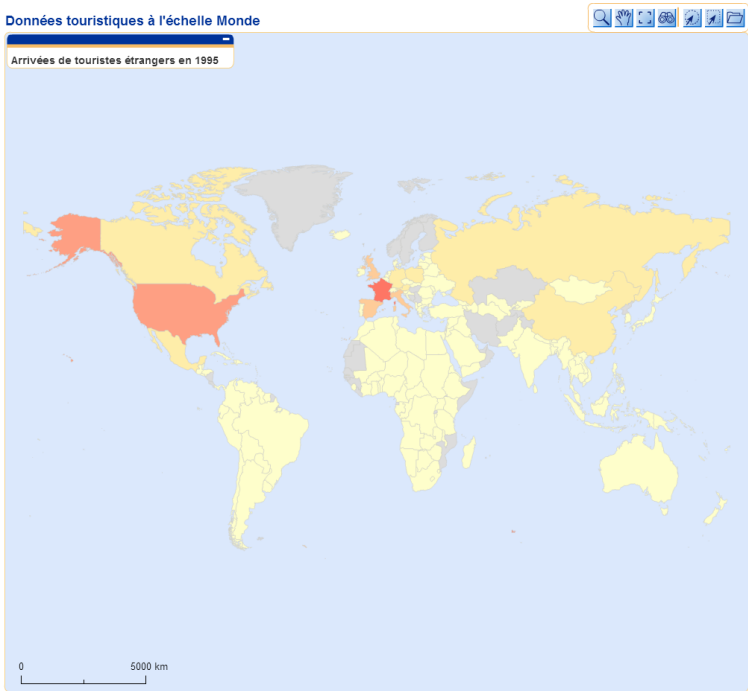 Données touristiques à l'échelle Monde
Arrivées de touristes étrangers en 1995
0 5000 km